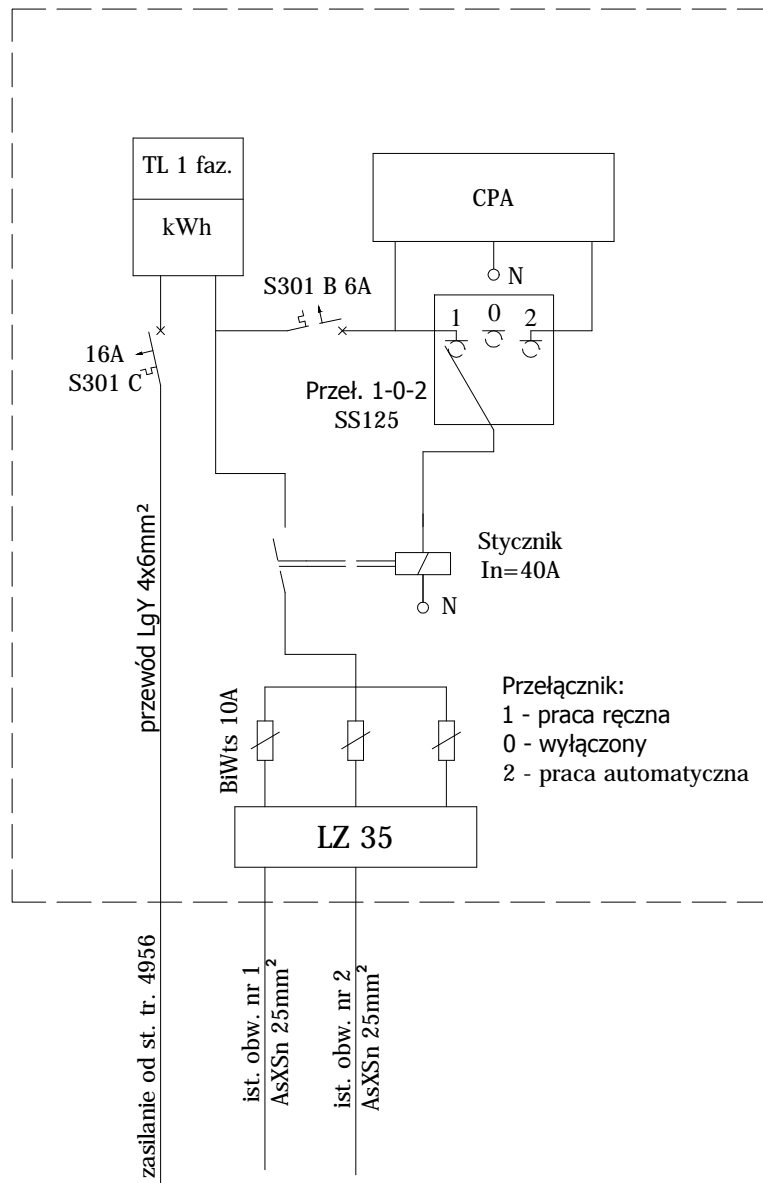 TL 1 faz.
kWh
CPA
N
S301 B 6A
1 0 2
16A
S301 C
Przeł. 1-0-2
SS125
przewód LgY 4x6mm²
Stycznik
In=40A
N
BiWts 10A
Przełącznik:
1 - praca ręczna
0 - wyłączony
2 - praca automatyczna
LZ 35
zasilanie od st. tr. 4956
ist. obw. nr 1
AsXSn 25mm²
ist. obw. nr 2
AsXSn 25mm²